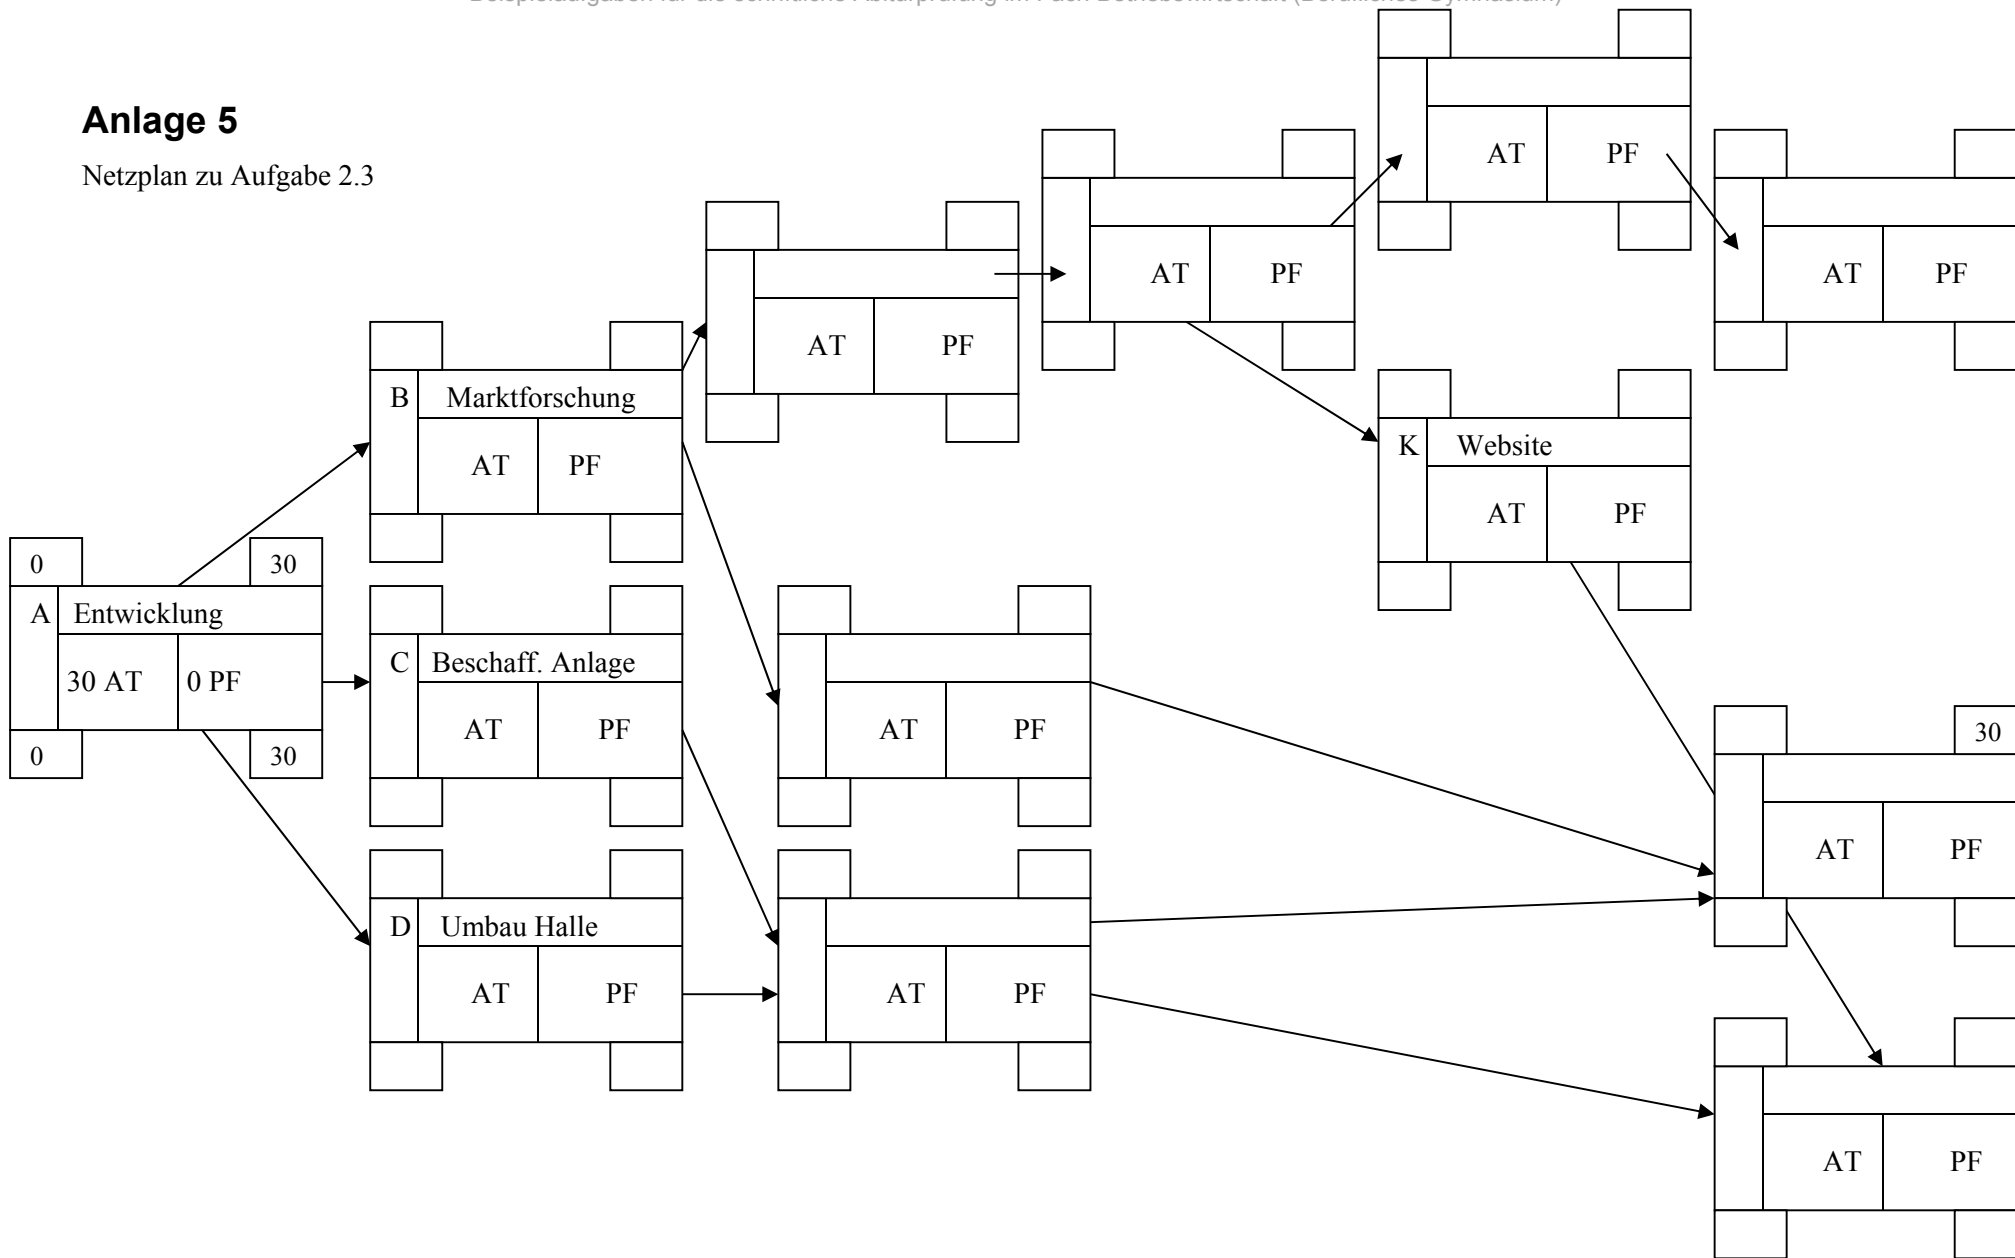 Anlage 5
Netzplan zu Aufgabe 2.3
AT PF
AT PF
AT PF
AT PF
B Marktforschung
AT PF
K Website
AT PF
0 30
A Entwicklung
30 AT 0 PF
0 30
C Beschaff. Anlage
AT PF
AT PF
30
AT PF
D Umbau Halle
AT PF
AT PF
AT PF